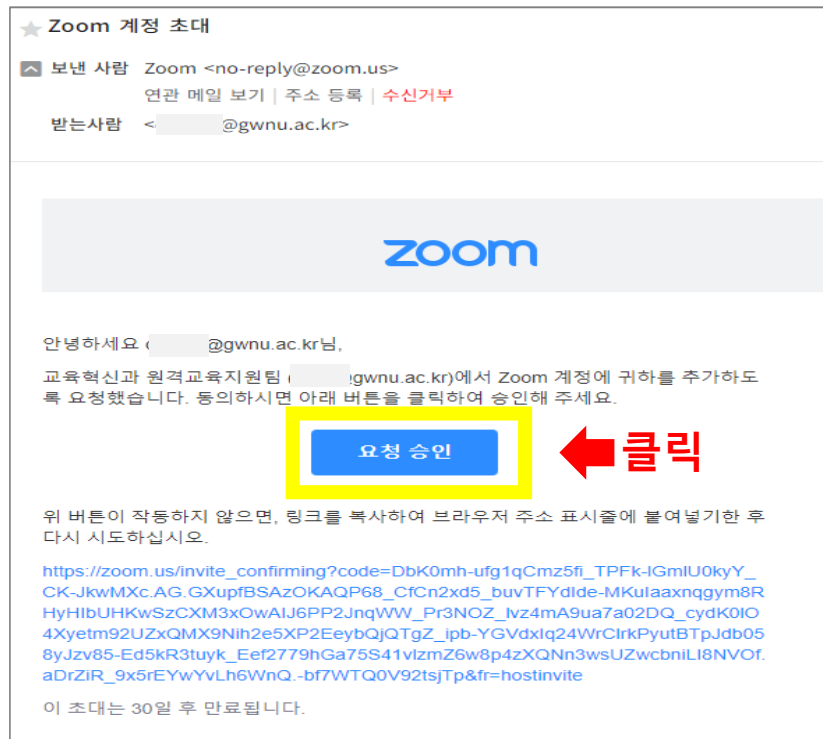 Zoom 계정 초대
보낸 사람 Zoom <no-reply@zoom.us>
연관 메일 보기 | 주소 등록 | 수신거부
받는사람 < @gwnu.ac.kr>
zoom
안녕하세요 @gwnu.ac.kr님,
교육혁신과 원격교육지원팀 ( gwnu.ac.kr)에서 Zoom 계정에 귀하를 추가하도
록 요청했습니다. 동의하시면 아래 버튼을 클릭하여 승인해 주세요.
요청 승인
클릭
위 버튼이 작동하지 않으면, 링크를 복사하여 브라우저 주소 표시줄에 붙여넣기한 후
다시 시도하십시오.
https://zoom.us/invite_confirming?code=DbK0mh-ufg1qCmz5fi_TPFk-IGmIU0kyY_
CK-JkwMXc.AG.GXupfBSAzOKAQP68_CfCn2xd5_buvTFYdIde-MKuIaaxnqgym8R
HyHIbUHKwSzCXM3xOwAIJ6PP2JnqWW_Pr3NOZ_Ivz4mA9ua7a02DQ_cydK0IO
4Xyetm92UZxQMX9Nih2e5XP2EeybQjQTgZ_ipb-YGVdxIq24WrCIrkPyutBTpJdb05
8yJzv85-Ed5kR3tuyk_Eef2779hGa75S41vIzmZ6w8p4zXQNn3wsUZwcbniLI8NVOf.
aDrZiR_9x5rEYwYvLh6WnQ.-bf7WTQ0V92tsjTp&fr=hostinvite
이 초대는 30일 후 만료됩니다.